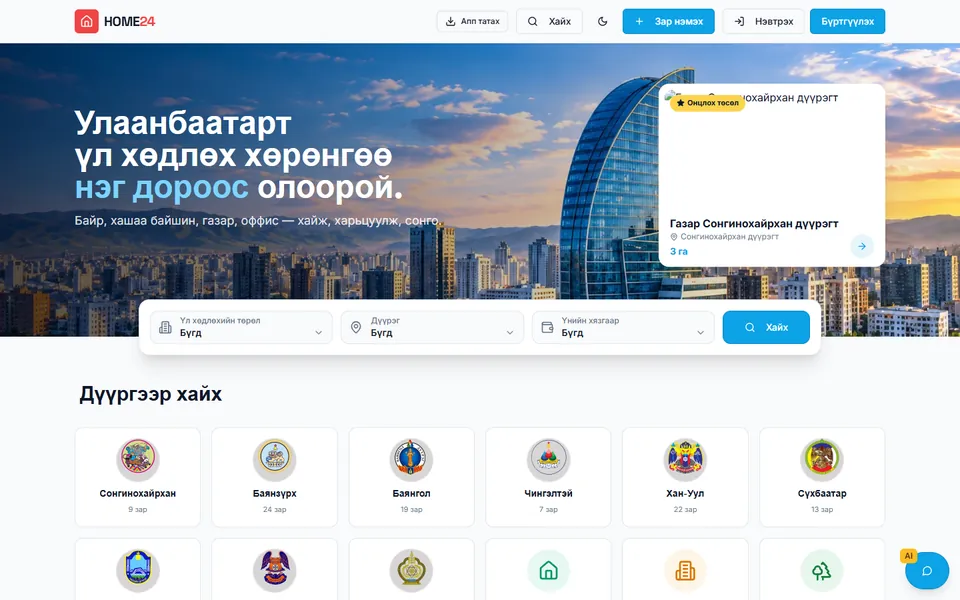 HOME24
Апп татах
Хайх
Зар нэмэх
Нэвтрэх
Бүртгүүлэх
Улаанбаатарт
үл хөдлөх хөрөнгөө
нэг дороос олоорой.
Байр, хашаа байшин, газар, оффис — хайж, харьцуулж, сонго.
Онцлох төсөл
нохайрхан дүүрэгт
Газар Сонгинохайрхан дүүрэгт
Сонгинохайрхан дүүрэгт
3 га
Үл хөдлөхийн төрөл
Бүгд
Дүүрэг
Бүгд
Үнийн хязгаар
Бүгд
Хайх
Дүүргээр хайх
Сонгинохайрхан
9 зар
Баянзүрх
24 зар
Баянгол
19 зар
Чингэлтэй
7 зар
Хан-Уул
22 зар
Сүхбаатар
13 зар
AI